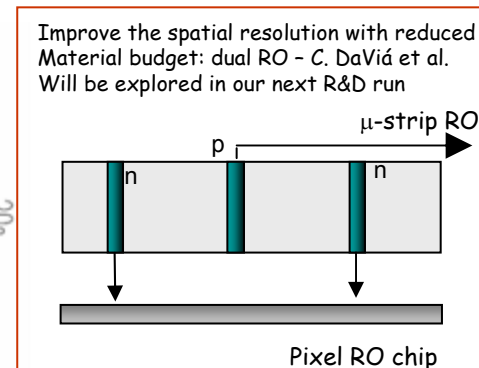 Improve the spatial resolution with reduced
Material budget: dual RO – C. DaViá et al.
Will be explored in our next R&D run
μ-strip RO
p
n
n
Pixel RO chip